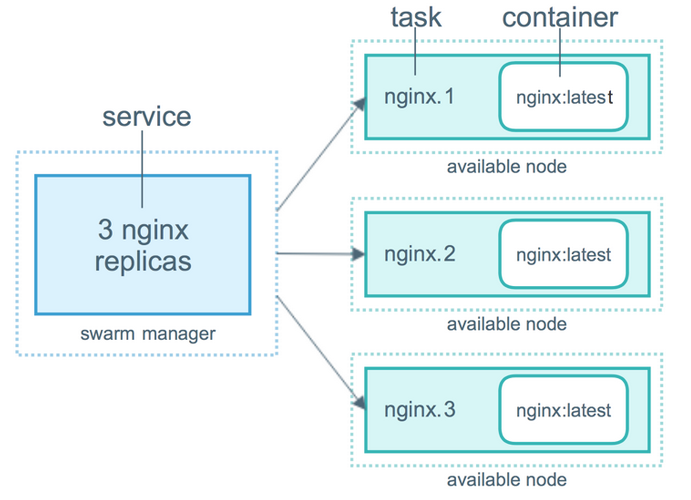 task
container
nginx.1
nginx:latest
available node
service
3 nginx
replicas
swarm manager
nginx.2
nginx:latest
available node
nginx.3
nginx:latest
available node